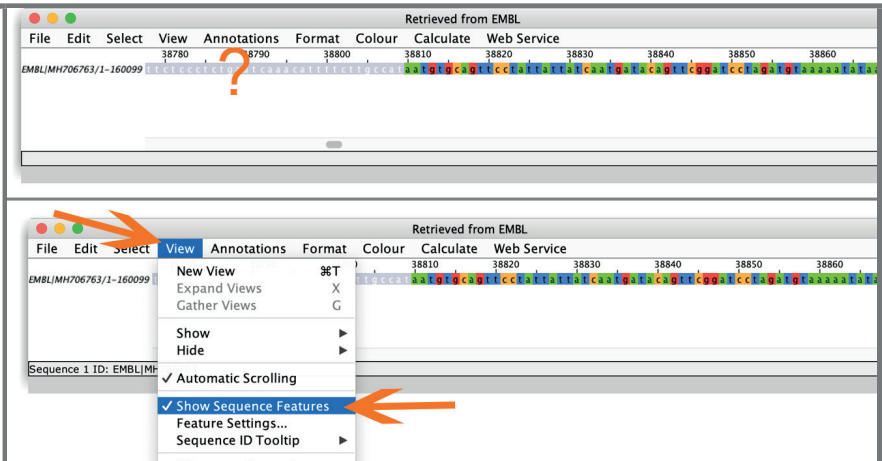 Retrieved from EMBL
File Edit Select View Annotations Format Colour Calculate Web Service
38780 38790 38800 38810 38820 38830 38840 38850 38860
EMBL|MH706763/1-160099 ttctccctctg tcaaacattttcttgccataatgtgcagttcctattattatcaatgatacagttcggatcctagatgtaaaaatataa
?
Retrieved from EMBL
File Edit Select View Annotations Format Colour Calculate Web Service
38810 38820 38830 38840 38850 38860
EMBL|MH706763/1-160099 ttgccataatgtgcagttcctattattatcaatgatacagttcggatcctagatgtaaaaatata
New View ⌘T
Expand Views X
Gather Views G
Show ▶
Hide ▶
✓ Automatic Scrolling
Sequence 1 ID: EMBL|MH
✓ Show Sequence Features
Feature Settings...
Sequence ID Tooltip ▶